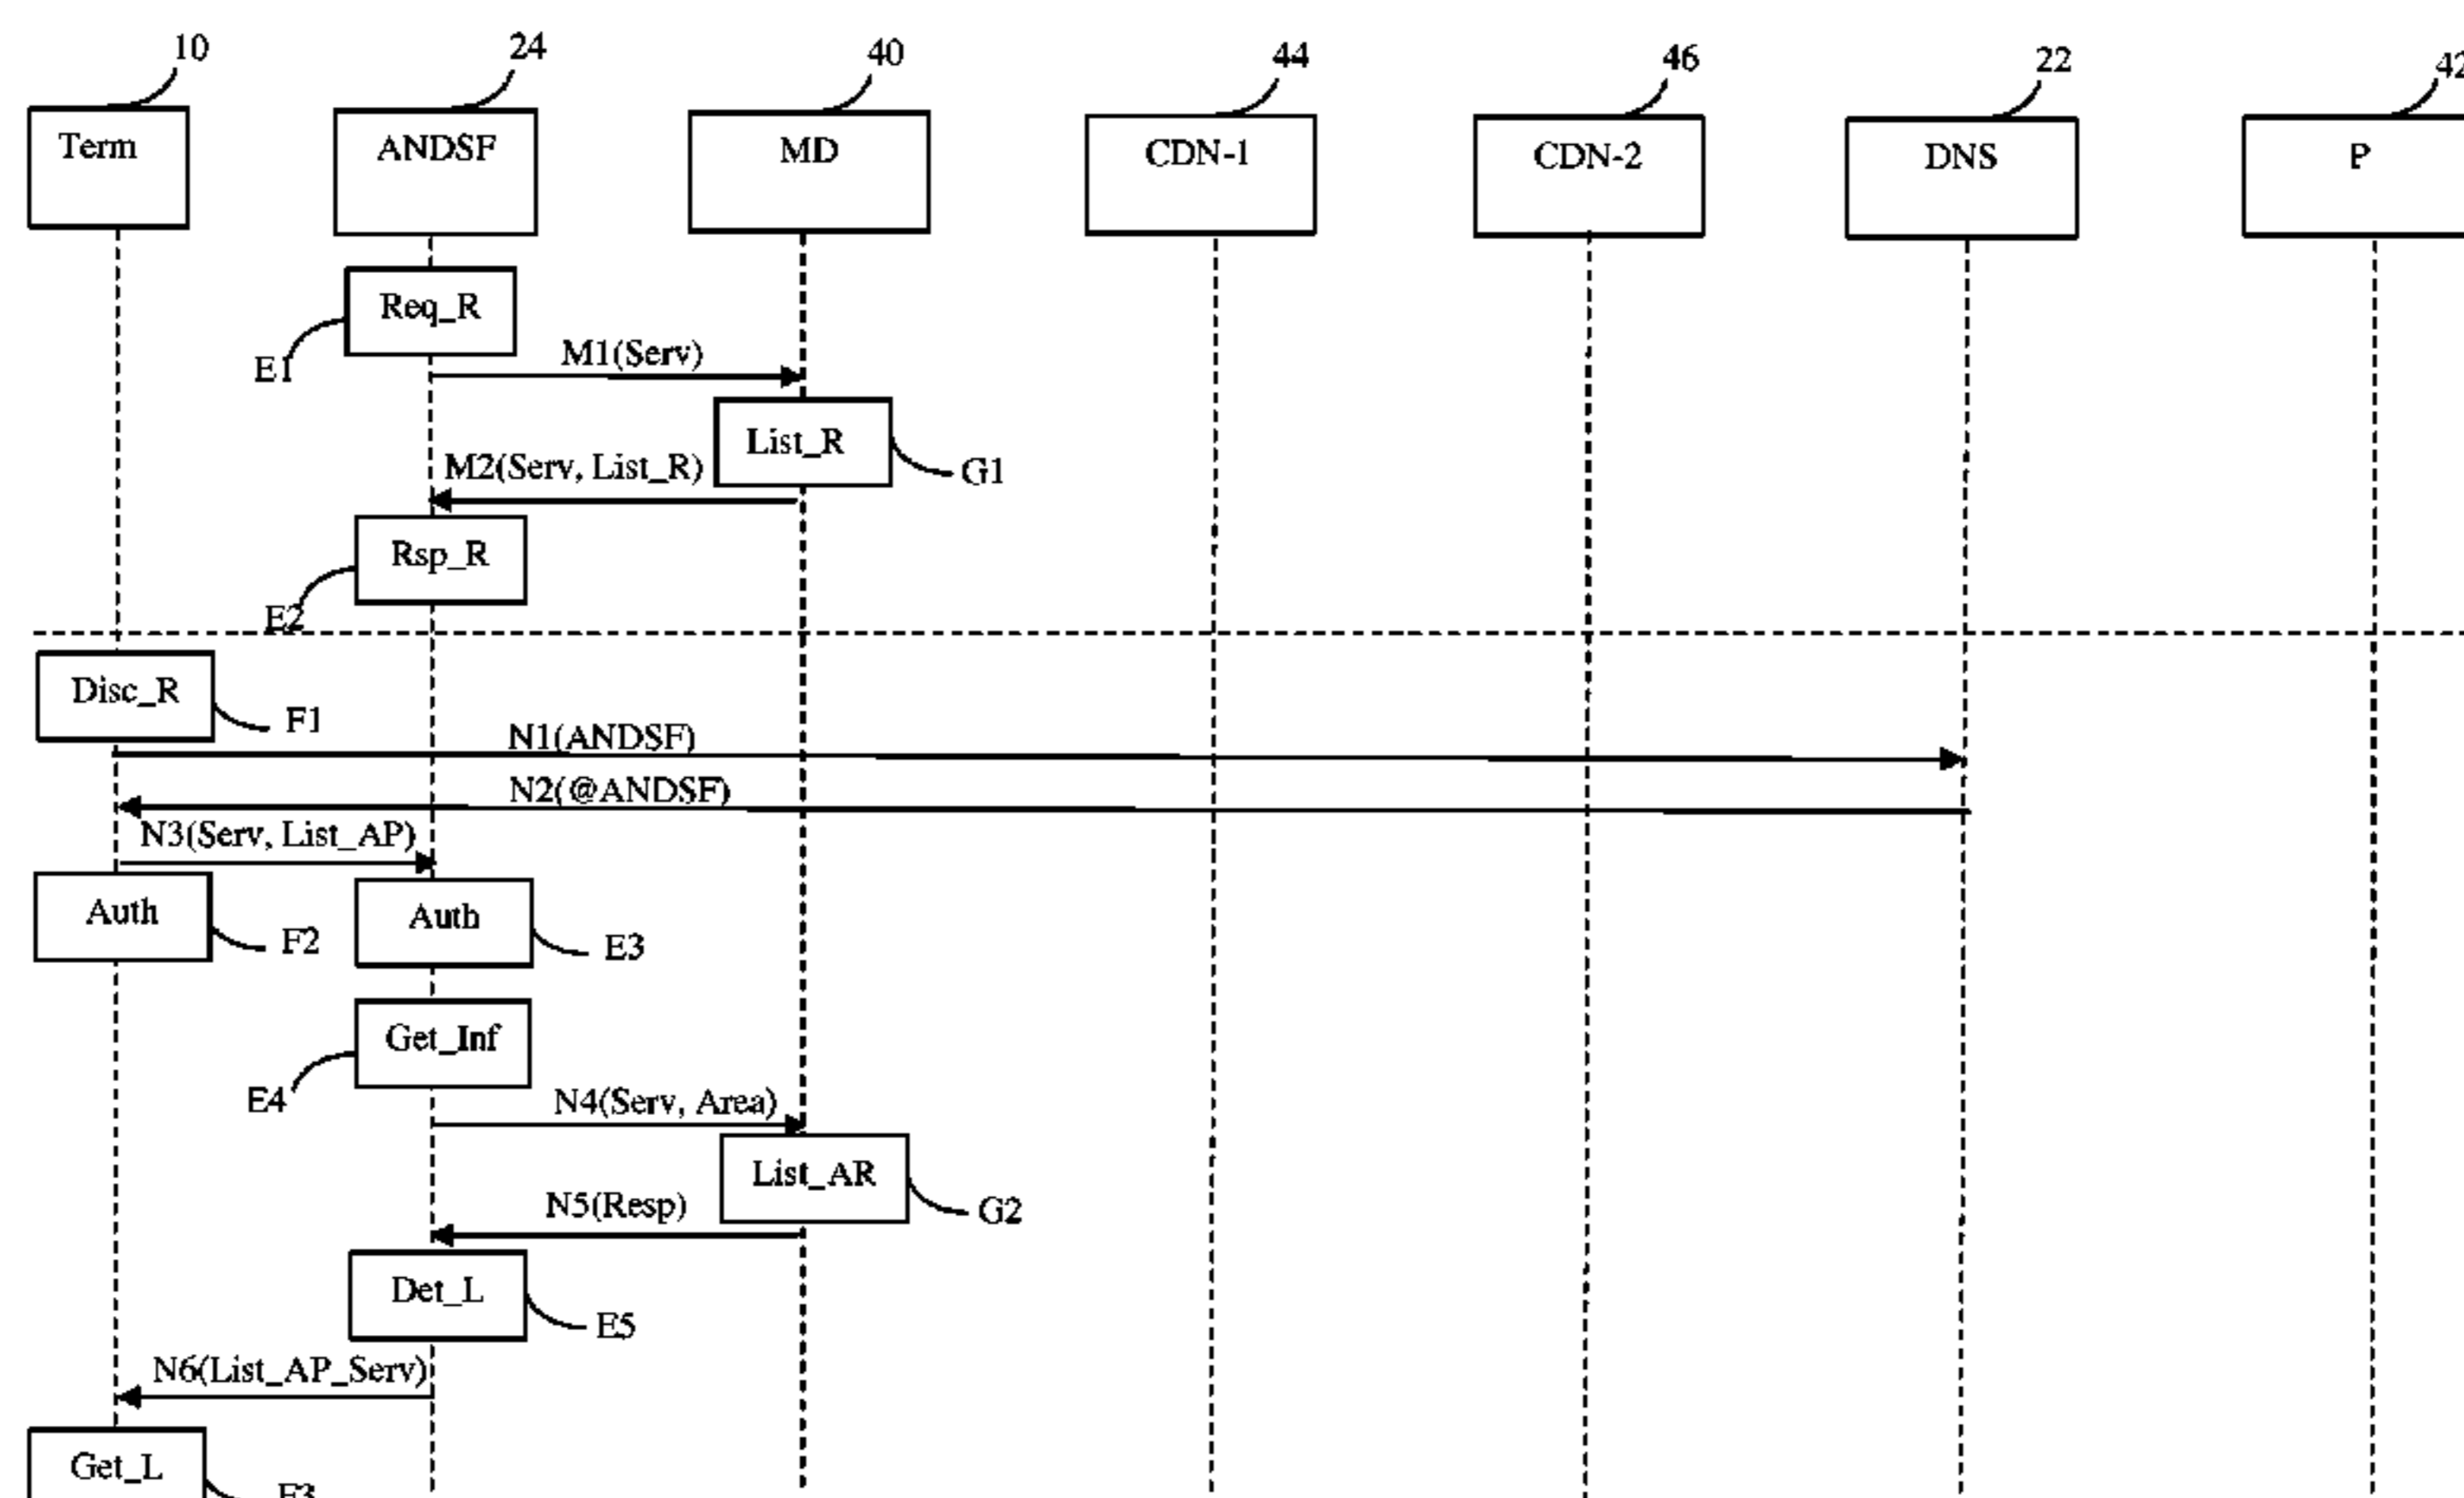 10 24 40 44 46 22 42
Term ANDSF MD CDN-1 CDN-2 DNS P
Req_R
E1
M1(Serv)
List_R
G1
M2(Serv, List_R)
Rsp_R
E2
Disc_R
F1
N1(ANDSF)
N2(@ANDSF)
N3(Serv, List_AP)
Auth
F2
Auth
E3
Get_Inf
E4
N4(Serv, Area)
List_AR
G2
N5(Resp)
Det_L
E5
N6(List_AP_Serv)
Get_L
F3